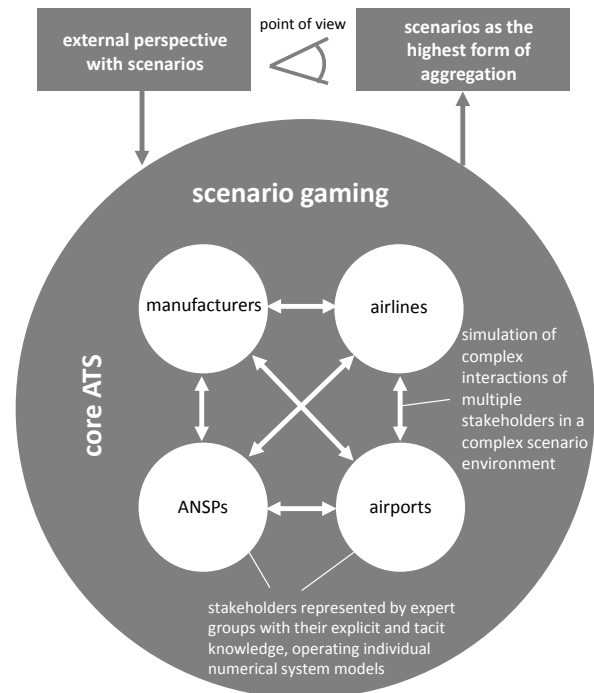 external perspective
with scenarios
point of view
scenarios as the
highest form of
aggregation
scenario gaming
manufacturers
airlines
core ATS
simulation of
complex
interactions of
multiple
stakeholders in a
complex scenario
environment
ANSPs
airports
stakeholders represented by expert
groups with their explicit and tacit
knowledge, operating individual
numerical system models